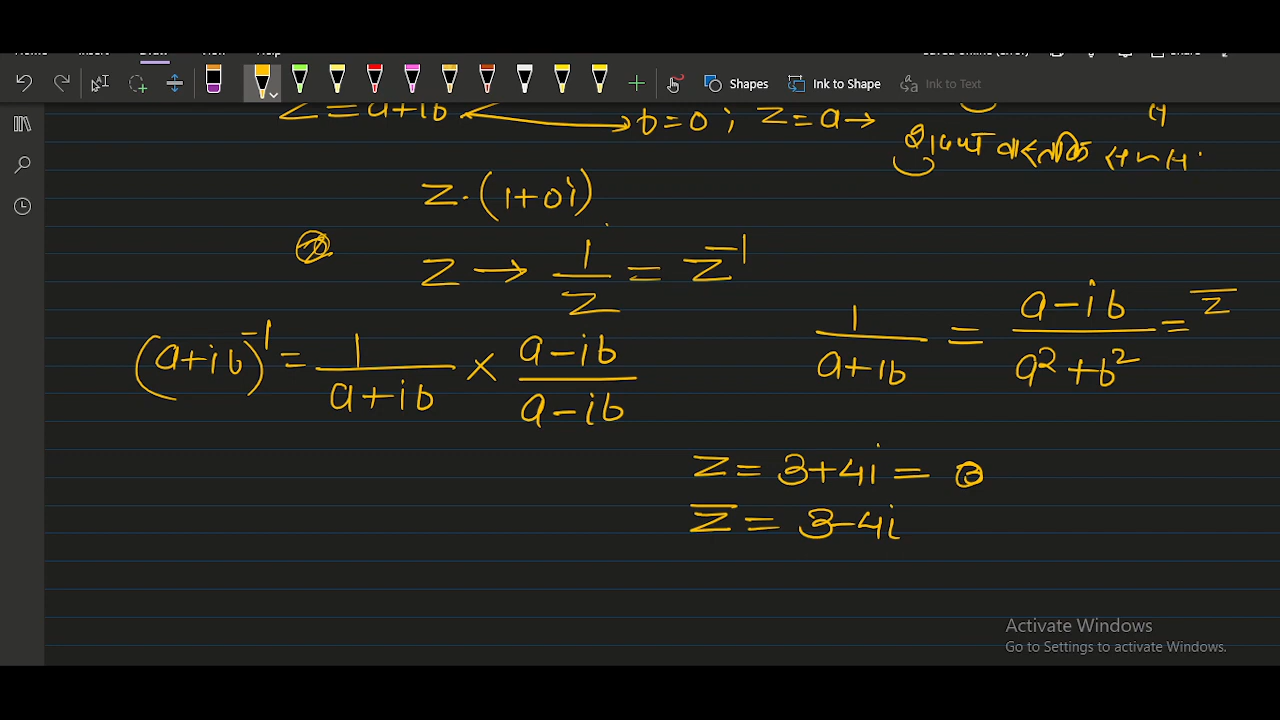 Shapes Ink to Shape Ink to Text
Z = a+ib b=0 ; Z = a →
Z · (1+0i)
Z → 1/Z = Z⁻¹
(a+ib)⁻¹ = 1/(a+ib) × (a-ib)/(a-ib)
1/(a+ib) = (a-ib)/(a²+b²) = Z̅
Z = 3+4i =
Z̅ = 3-4i
Activate Windows
Go to Settings to activate Windows.